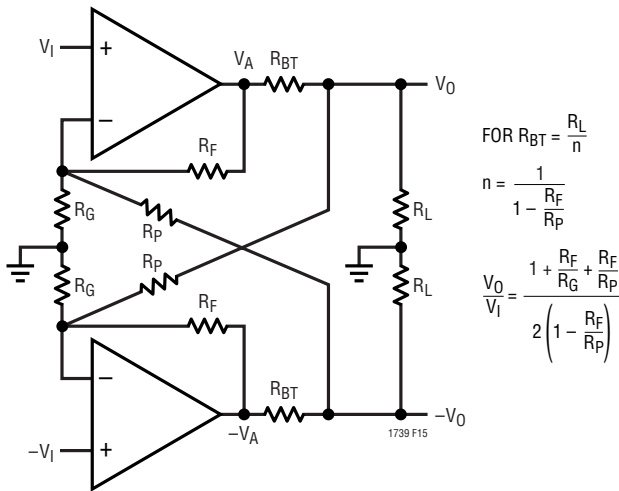 V_I
+
−
V_A
R_BT
V_O
R_F
R_G
R_P
R_L
R_P
R_G
R_L
R_F
−
+
−V_I
R_BT
−V_A
−V_O
1739 F15
FOR R_BT = R_L / n
n = 1 / (1 − R_F / R_P)
V_O / V_I = (1 + R_F / R_G + R_F / R_P) / (2 (1 − R_F / R_P))